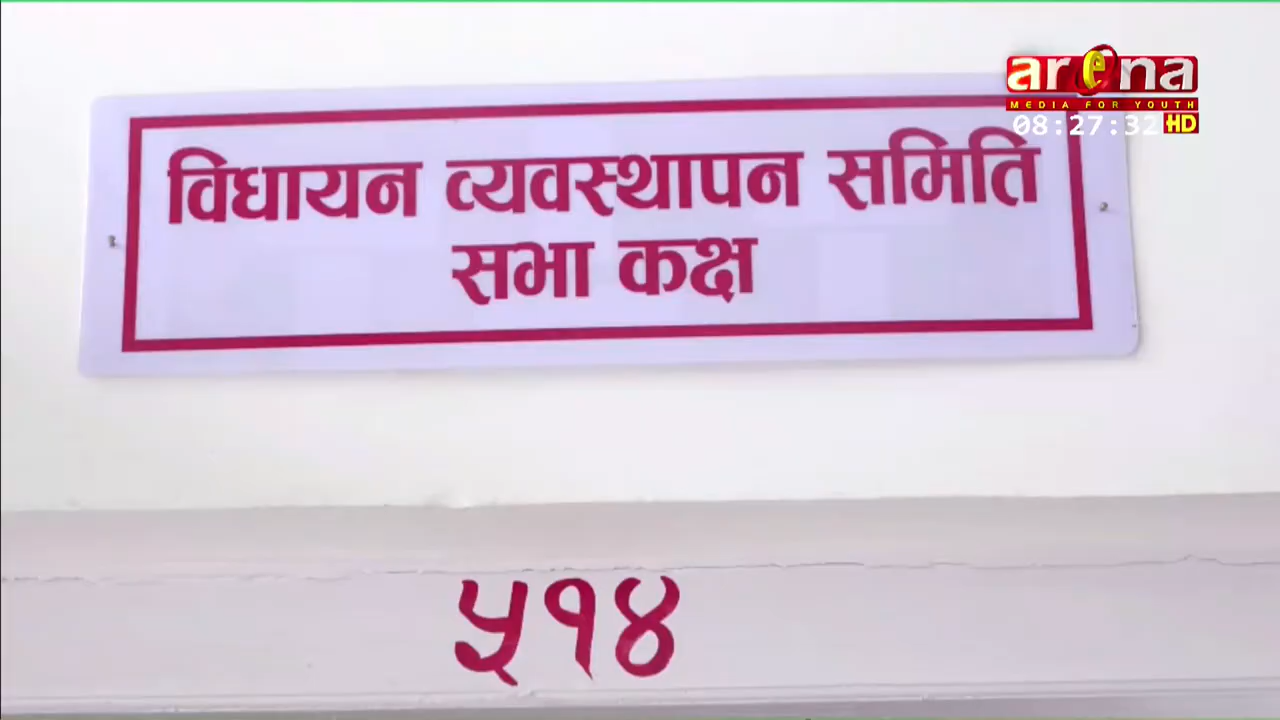 arena
MEDIA FOR YOUTH
08:27:32 HD
विधायन व्यवस्थापन समिति
सभा कक्ष
५१४